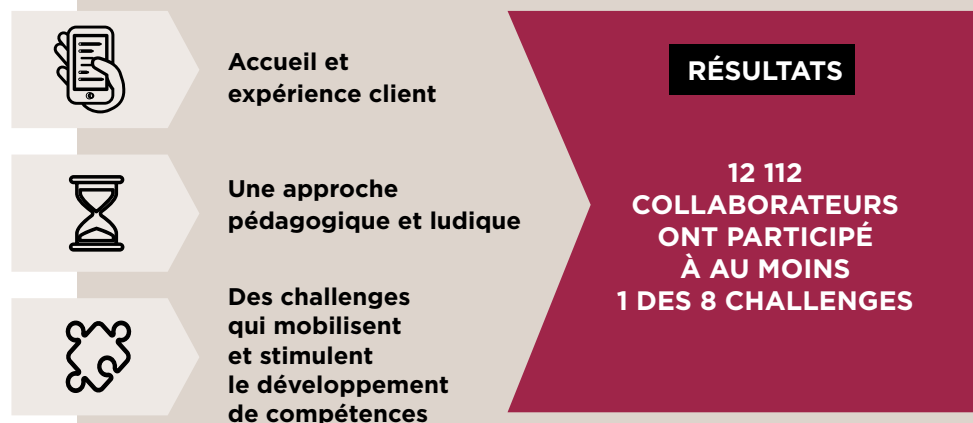 Accueil et
expérience client
Une approche
pédagogique et ludique
Des challenges
qui mobilisent
et stimulent
le développement
de compétences
RÉSULTATS
12 112
COLLABORATEURS
ONT PARTICIPÉ
À AU MOINS
1 DES 8 CHALLENGES